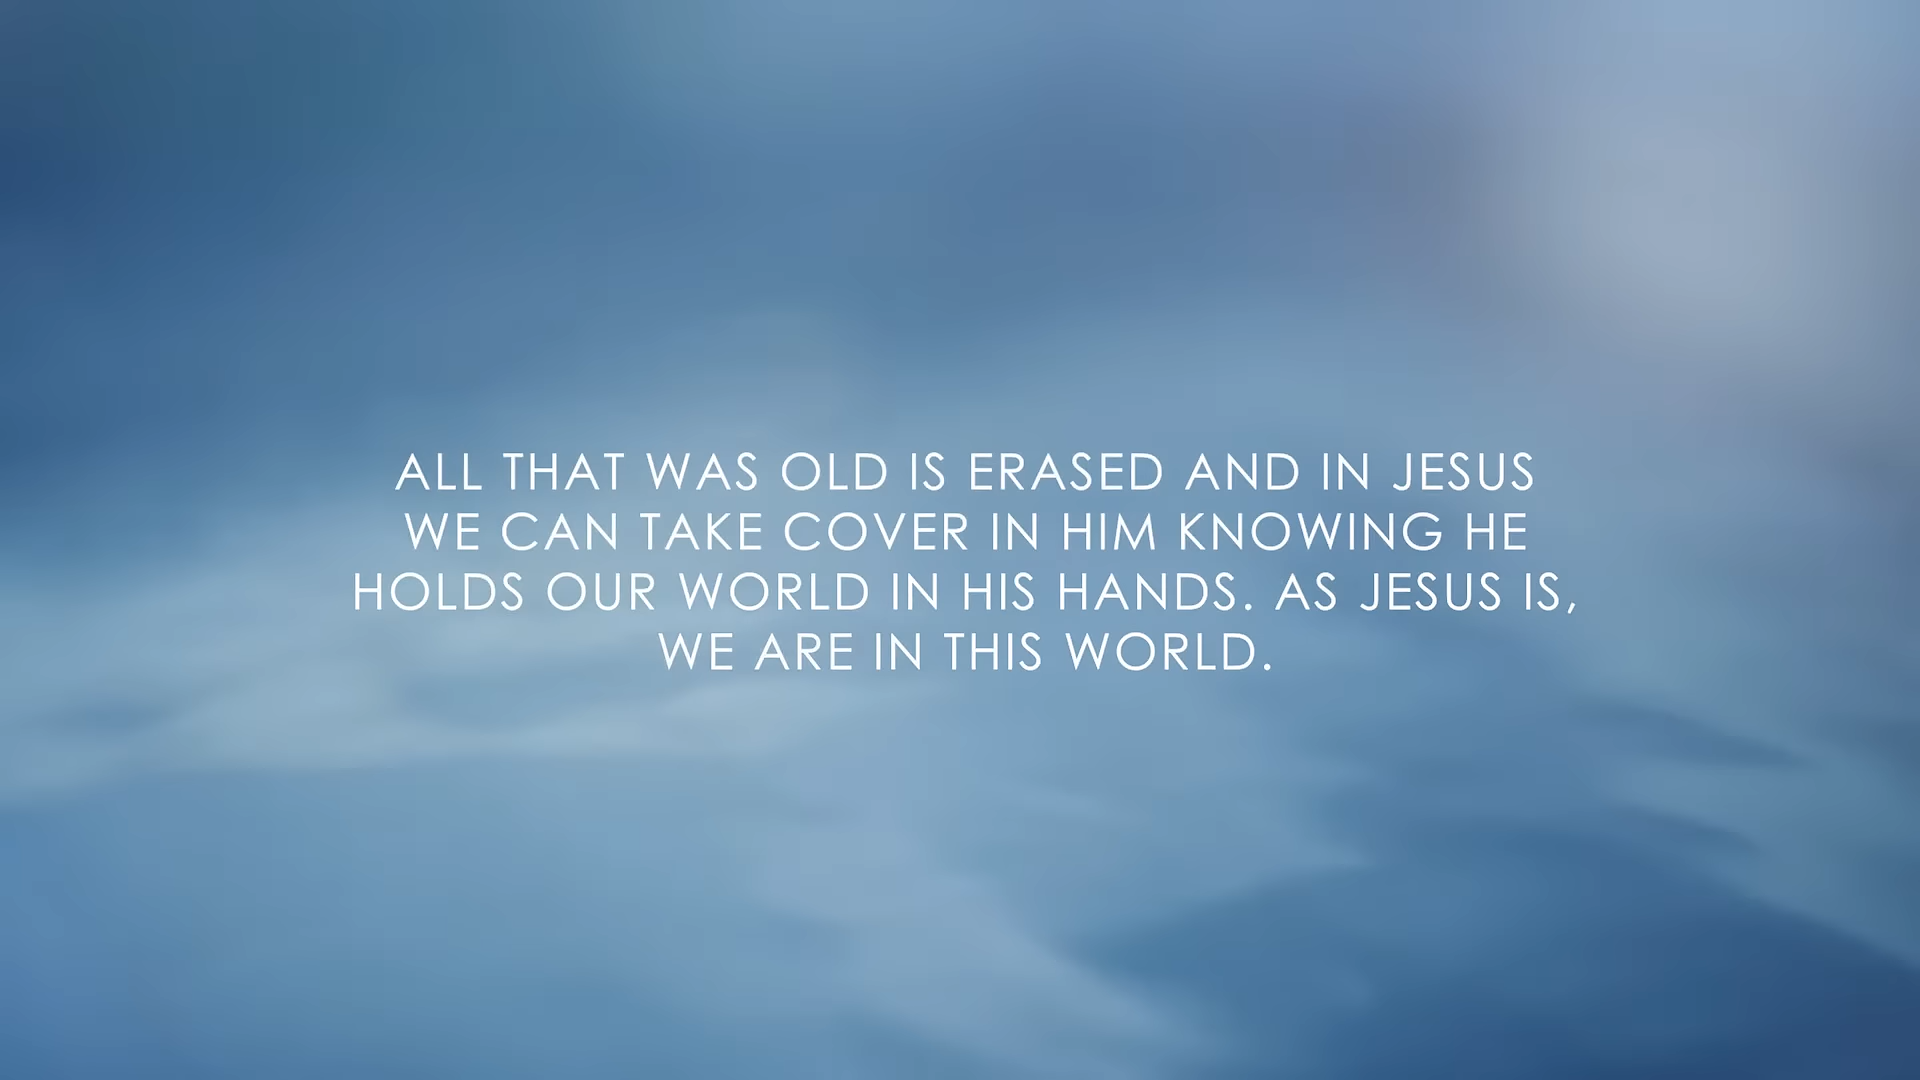 ALL THAT WAS OLD IS ERASED AND IN JESUS
WE CAN TAKE COVER IN HIM KNOWING HE
HOLDS OUR WORLD IN HIS HANDS. AS JESUS IS,
WE ARE IN THIS WORLD.